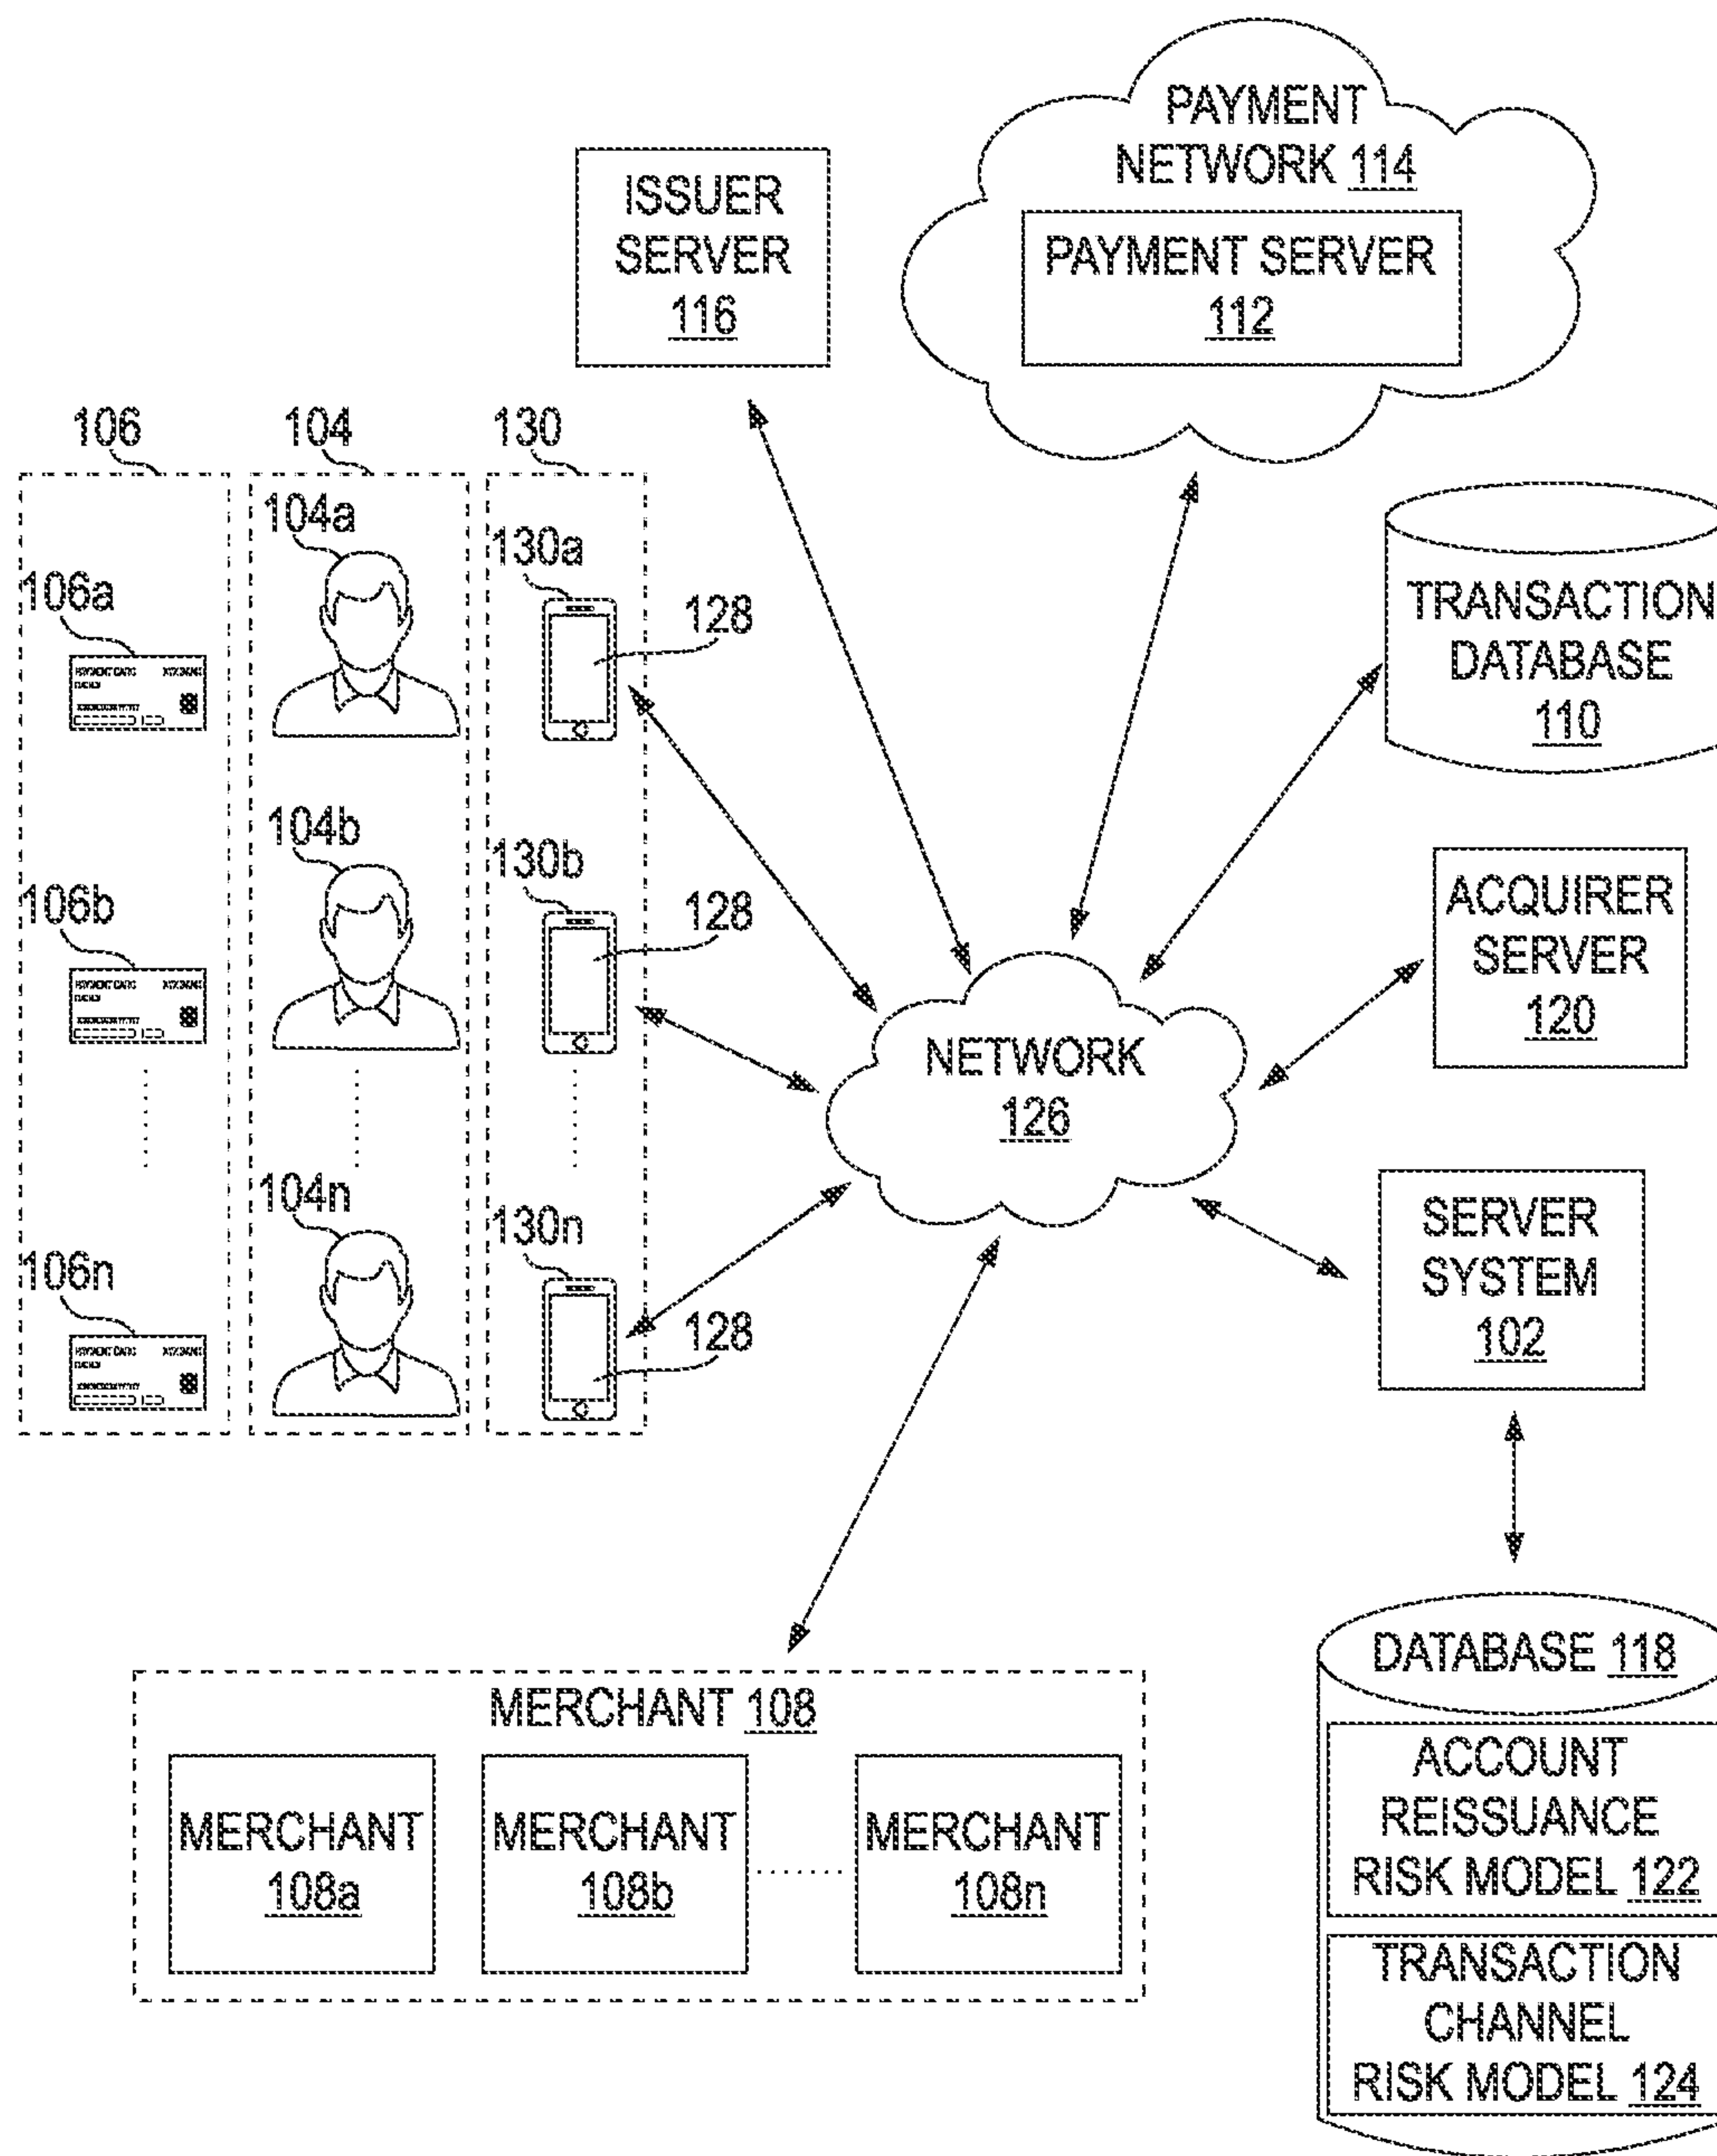 PAYMENT
NETWORK 114
PAYMENT SERVER
112
ISSUER
SERVER
116
106
104
130
104a
130a
106a
128
TRANSACTION
DATABASE
110
104b
130b
106b
128
ACQUIRER
SERVER
120
NETWORK
126
104n
130n
106n
128
SERVER
SYSTEM
102
MERCHANT 108
MERCHANT
108a
MERCHANT
108b
MERCHANT
108n
DATABASE 118
ACCOUNT
REISSUANCE
RISK MODEL 122
TRANSACTION
CHANNEL
RISK MODEL 124